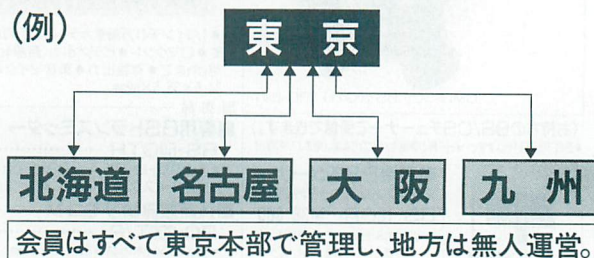 (例)
東 京
北海道 名古屋 大 阪 九 州
会員はすべて東京本部で管理し、地方は無人運営。